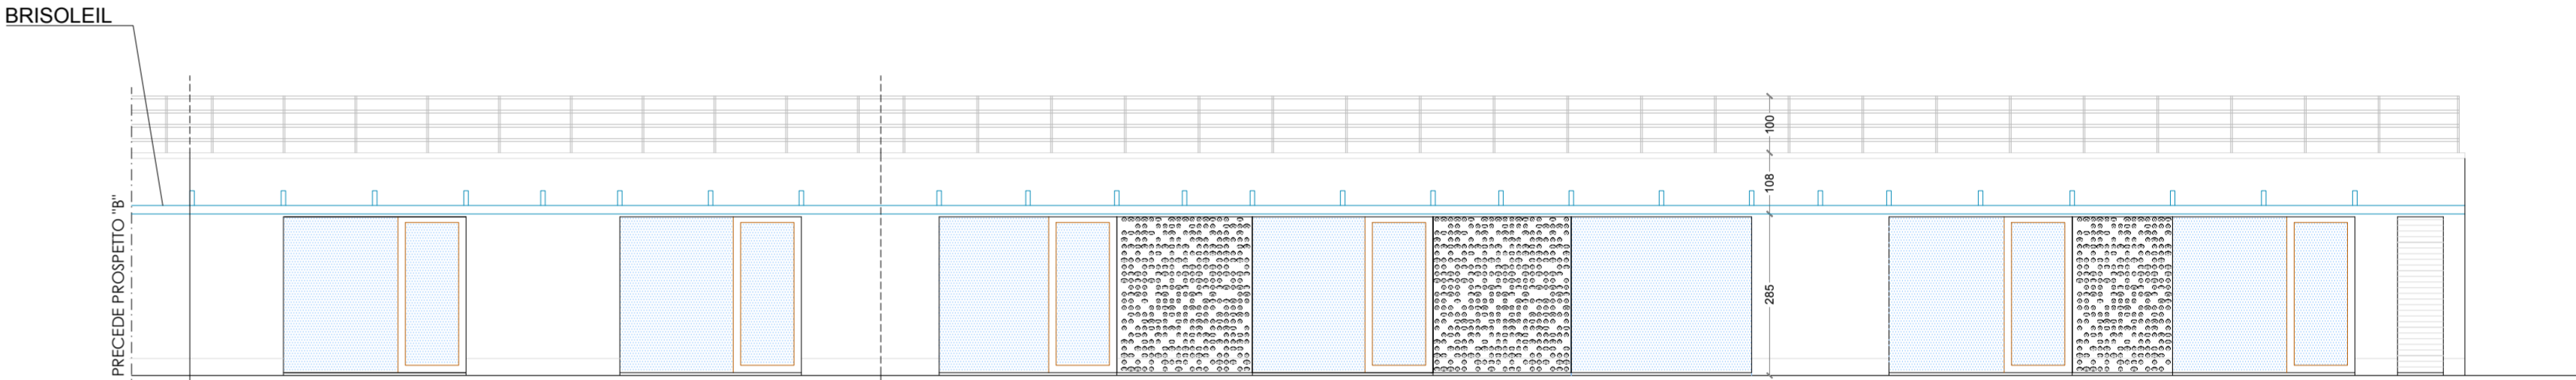 BRISOLEIL
PRECEDE PROSPETTO "B"
100
108
285